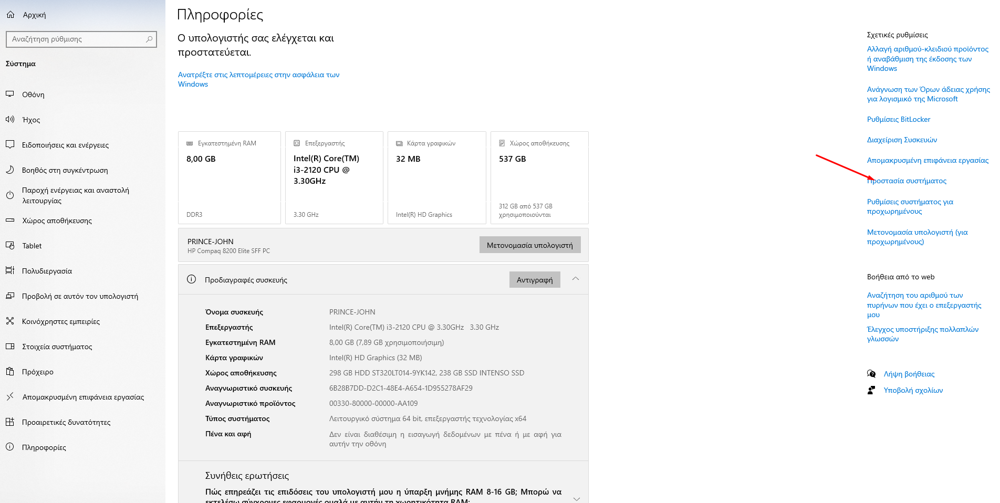 Αρχική
Αναζήτηση ρύθμισης
Σύστημα
Οθόνη
Ήχος
Ειδοποιήσεις και ενέργειες
Βοηθός στη συγκέντρωση
Παροχή ενέργειας και αναστολή
λειτουργίας
Χώρος αποθήκευσης
Tablet
Πολυδιεργασία
Προβολή σε αυτόν τον υπολογιστή
Κοινόχρηστες εμπειρίες
Στοιχεία συστήματος
Πρόχειρο
Απομακρυσμένη επιφάνεια εργασίας
Προαιρετικές δυνατότητες
Πληροφορίες
Πληροφορίες
Ο υπολογιστής σας ελέγχεται και
προστατεύεται.
Ανατρέξτε στις λεπτομέρειες στην ασφάλεια των
Windows
Εγκατεστημένη RAM
8,00 GB
DDR3
Επεξεργαστής
Intel(R) Core(TM)
i3-2120 CPU @
3.30GHz
3.30 GHz
Κάρτα γραφικών
32 MB
Intel(R) HD Graphics
Χώρος αποθήκευσης
537 GB
312 GB από 537 GB
χρησιμοποιούνται
PRINCE-JOHN
HP Compaq 8200 Elite SFF PC
Μετονομασία υπολογιστή
Προδιαγραφές συσκευής
Αντιγραφή
Όνομα συσκευής PRINCE-JOHN
Επεξεργαστής Intel(R) Core(TM) i3-2120 CPU @ 3.30GHz 3.30 GHz
Εγκατεστημένη RAM 8,00 GB (7,89 GB χρησιμοποιήσιμη)
Κάρτα γραφικών Intel(R) HD Graphics (32 MB)
Χώρος αποθήκευσης 298 GB HDD ST320LT014-9YK142, 238 GB SSD INTENSO SSD
Αναγνωριστικό συσκευής 6B28B7DD-D2C1-48E4-A654-1D955278AF29
Αναγνωριστικό προϊόντος 00330-80000-00000-AA109
Τύπος συστήματος Λειτουργικό σύστημα 64 bit, επεξεργαστής τεχνολογίας x64
Πένα και αφή Δεν είναι διαθέσιμη η εισαγωγή δεδομένων με πένα ή με αφή για
αυτήν την οθόνη
Συνήθεις ερωτήσεις
Πώς επηρεάζει τις επιδόσεις του υπολογιστή μου η ύπαρξη μνήμης RAM 8-16 GB; Μπορώ να
εκτελέσω σύγχρονες εφαρμογές ομαλά με αυτήν τη χωρητικότητα RAM;
Σχετικές ρυθμίσεις
Αλλαγή αριθμού-κλειδιού προϊόντος
ή αναβάθμιση της έκδοσης των
Windows
Ανάγνωση των Όρων άδειας χρήσης
για λογισμικό της Microsoft
Ρυθμίσεις BitLocker
Διαχείριση Συσκευών
Απομακρυσμένη επιφάνεια εργασίας
Προστασία συστήματος
Ρυθμίσεις συστήματος για
προχωρημένους
Μετονομασία υπολογιστή (για
προχωρημένους)
Βοήθεια από το web
Αναζήτηση του αριθμού των
πυρήνων που έχει ο επεξεργαστής
μου
Έλεγχος υποστήριξης πολλαπλών
γλωσσών
Λήψη βοήθειας
Υποβολή σχολίων